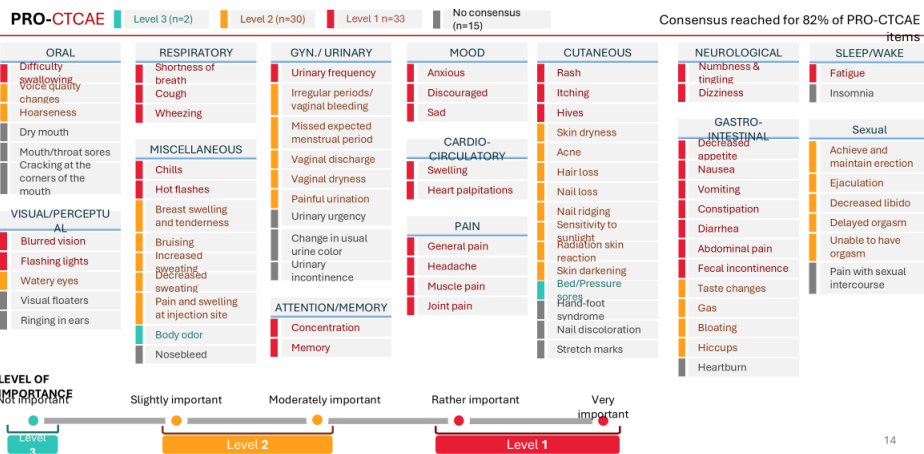 PRO-CTCAE
Level 3 (n=2)
Level 2 (n=30)
Level 1 n=33
No consensus
(n=15)
Consensus reached for 82% of PRO-CTCAE
items
ORAL
Difficulty
swallowing
Voice quality
changes
Hoarseness
Dry mouth
Mouth/throat sores
Cracking at the
corners of the
mouth
VISUAL/PERCEPTU
AL
Blurred vision
Flashing lights
Watery eyes
Visual floaters
Ringing in ears
RESPIRATORY
Shortness of
breath
Cough
Wheezing
MISCELLANEOUS
Chills
Hot flashes
Breast swelling
and tenderness
Bruising
Increased
sweating
Decreased
sweating
Pain and swelling
at injection site
Body odor
Nosebleed
GYN./ URINARY
Urinary frequency
Irregular periods/
vaginal bleeding
Missed expected
menstrual period
Vaginal discharge
Vaginal dryness
Painful urination
Urinary urgency
Change in usual
urine color
Urinary
incontinence
ATTENTION/MEMORY
Concentration
Memory
MOOD
Anxious
Discouraged
Sad
CARDIO-
CIRCULATORY
Swelling
Heart palpitations
PAIN
General pain
Headache
Muscle pain
Joint pain
CUTANEOUS
Rash
Itching
Hives
Skin dryness
Acne
Hair loss
Nail loss
Nail ridging
Sensitivity to
sunlight
Radiation skin
reaction
Skin darkening
Bed/Pressure
sores
Hand-foot
syndrome
Nail discoloration
Stretch marks
NEUROLOGICAL
Numbness &
tingling
Dizziness
GASTRO-
INTESTINAL
Decreased
appetite
Nausea
Vomiting
Constipation
Diarrhea
Abdominal pain
Fecal incontinence
Taste changes
Gas
Bloating
Hiccups
Heartburn
SLEEP/WAKE
Fatigue
Insomnia
Sexual
Achieve and
maintain erection
Ejaculation
Decreased libido
Delayed orgasm
Unable to have
orgasm
Pain with sexual
intercourse
LEVEL OF
IMPORTANCE
Not important
Slightly important
Moderately important
Rather important
Very
important
Level
3
Level 2
Level 1
14